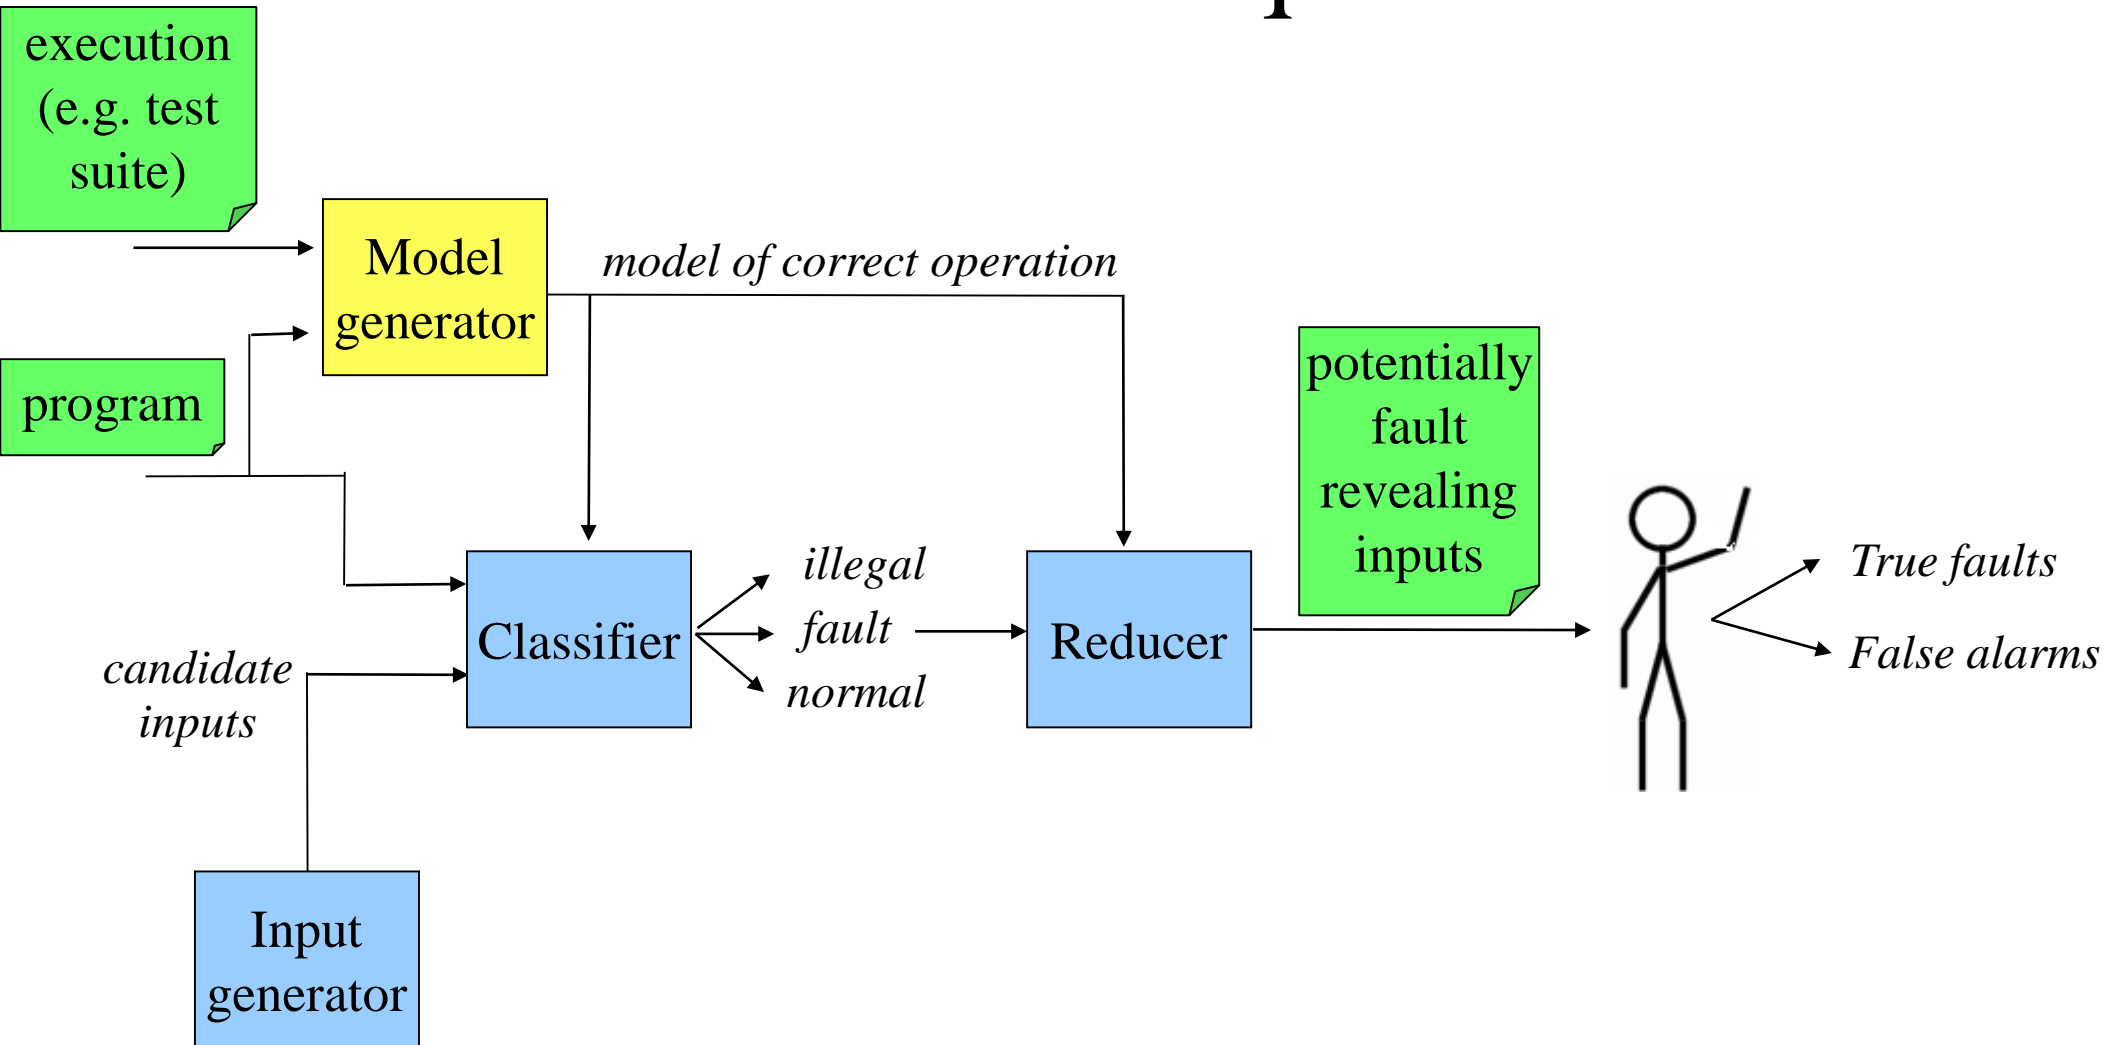 execution
(e.g. test
suite)
Model
generator
model of correct operation
program
potentially
fault
revealing
inputs
illegal
fault
normal
Classifier
Reducer
True faults
False alarms
candidate
inputs
Input
generator